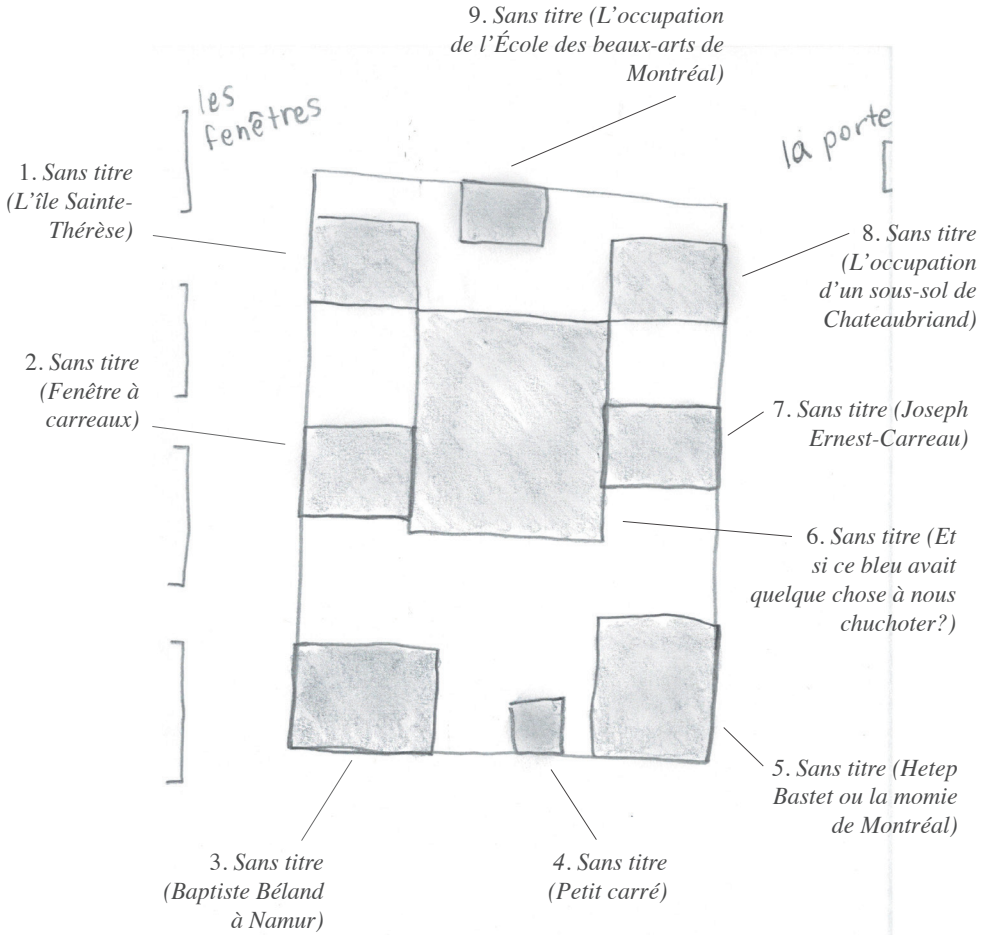 9. Sans titre (L'occupation
de l'École des beaux-arts de
Montréal)
les
fenêtres
la porte
1. Sans titre
(L'île Sainte-
Thérèse)
8. Sans titre
(L'occupation
d'un sous-sol de
Chateaubriand)
2. Sans titre
(Fenêtre à
carreaux)
7. Sans titre (Joseph
Ernest-Carreau)
6. Sans titre (Et
si ce bleu avait
quelque chose à nous
chuchoter?)
5. Sans titre (Hetep
Bastet ou la momie
de Montréal)
3. Sans titre
(Baptiste Béland
à Namur)
4. Sans titre
(Petit carré)